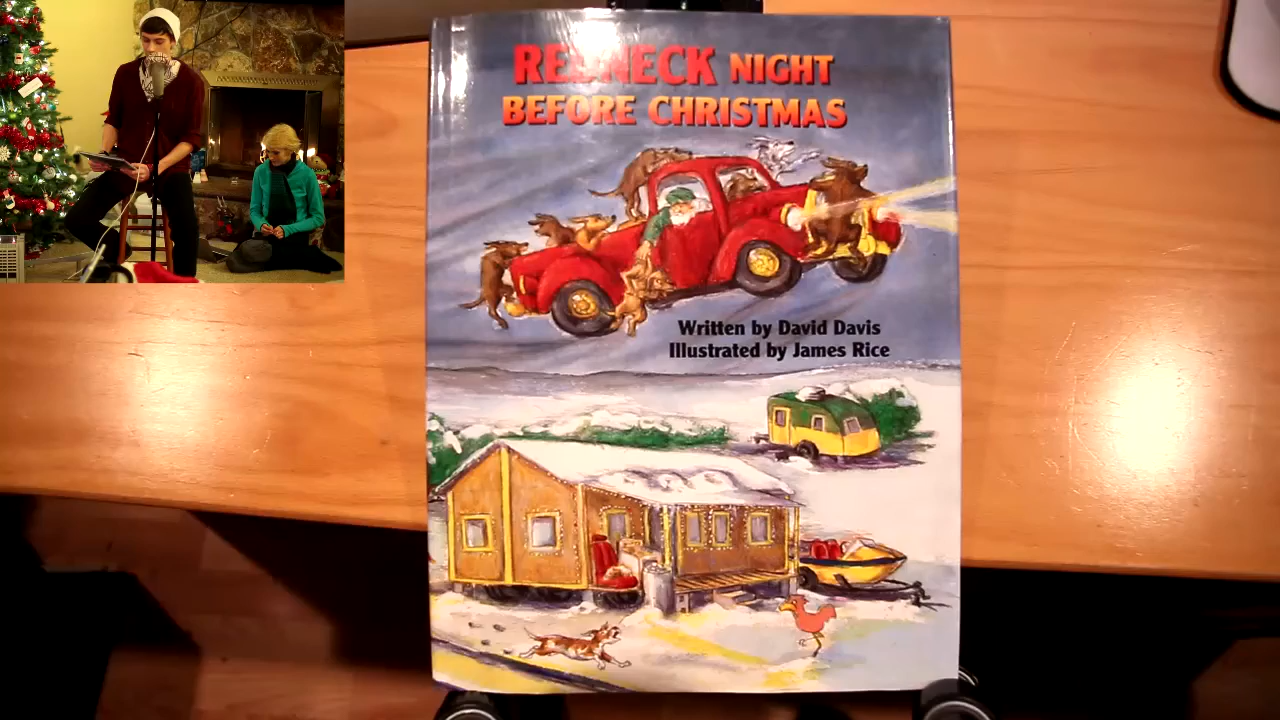 REDNECK NIGHT
BEFORE CHRISTMAS
Written by David Davis
Illustrated by James Rice